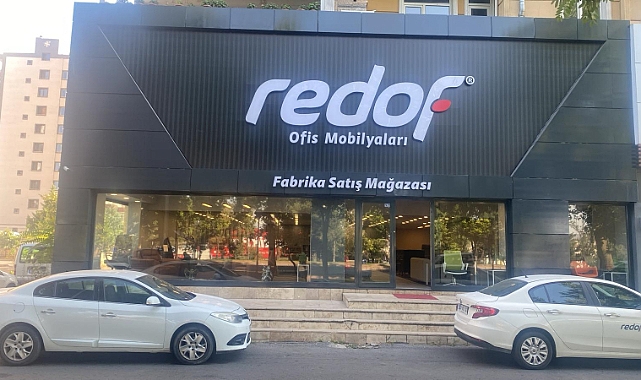 redof®
Ofis Mobilyaları
Fabrika Satış Mağazası
redof